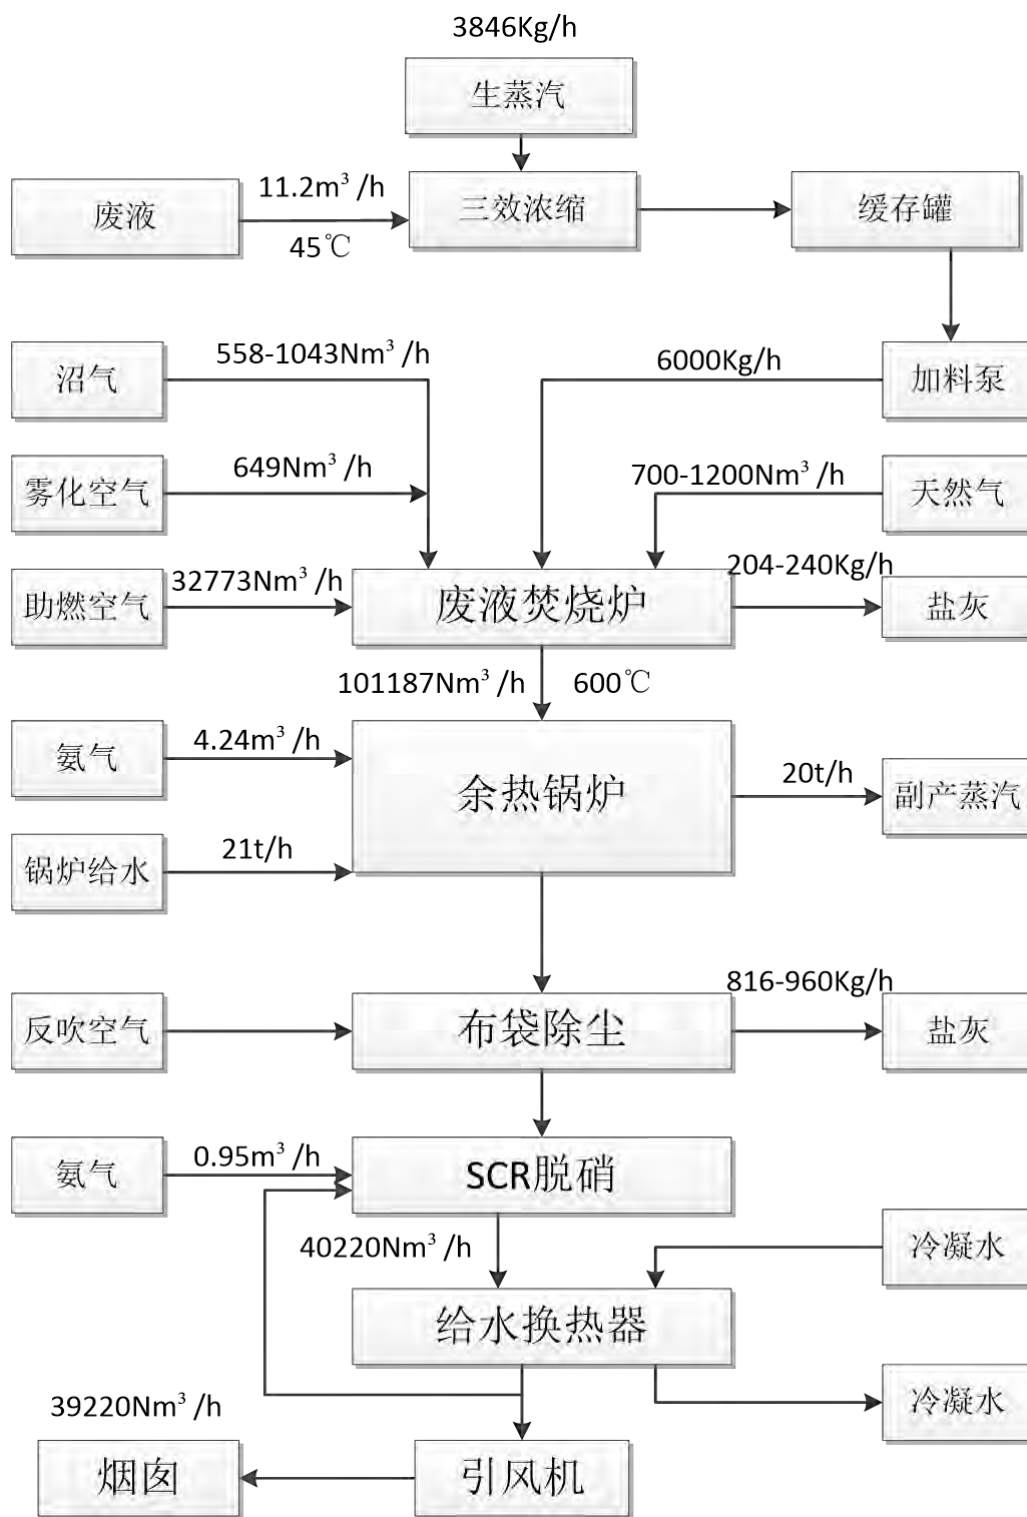 3846Kg/h
生蒸汽
11.2m³ /h
废液
三效浓缩
缓存罐
45℃
558-1043Nm³ /h
6000Kg/h
沼气
加料泵
649Nm³ /h
700-1200Nm³ /h
雾化空气
天然气
32773Nm³ /h
204-240Kg/h
助燃空气
废液焚烧炉
盐灰
101187Nm³ /h
600℃
氨气
4.24m³ /h
余热锅炉
20t/h
副产蒸汽
锅炉给水
21t/h
816-960Kg/h
反吹空气
布袋除尘
盐灰
氨气
0.95m³ /h
SCR脱硝
40220Nm³ /h
冷凝水
给水换热器
39220Nm³ /h
冷凝水
烟囱
引风机